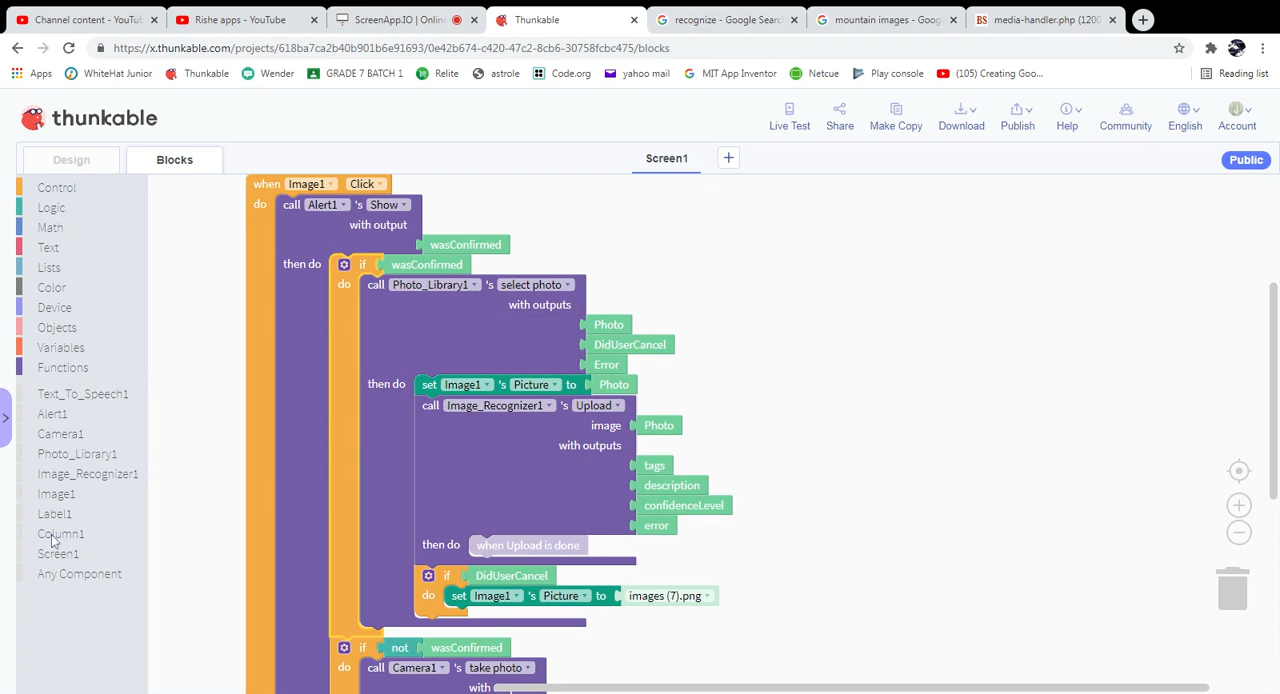 Channel content - YouTu
Rishe apps - YouTube
ScreenApp.IO | Onlin
Thunkable
recognize - Google Searc
mountain images - Goog
BS media-handler.php (1200
https://x.thunkable.com/projects/618ba7ca2b40b901b6e91693/0e42b674-c420-47c2-8cb6-30758fcbc475/blocks
Apps WhiteHat Junior Thunkable Wender GRADE 7 BATCH 1 Relite astrole Code.org yahoo mail MIT App Inventor Netcue Play console (105) Creating Goo... Reading list
thunkable
Live Test Share Make Copy Download Publish Help Community English Account
Design Blocks Screen1 + Public
Control
Logic
Math
Text
Lists
Color
Device
Objects
Variables
Functions
Text_To_Speech1
Alert1
Camera1
Photo_Library1
Image_Recognizer1
Image1
Label1
Column1
Screen1
Any Component
when Image1 Click
do call Alert1 's Show
with output
wasConfirmed
then do if wasConfirmed
do call Photo_Library1 's select photo
with outputs
Photo
DidUserCancel
Error
then do set Image1 's Picture to Photo
call Image_Recognizer1 's Upload
image Photo
with outputs
tags
description
confidenceLevel
error
then do when Upload is done
if DidUserCancel
do set Image1 's Picture to images (7).png
if not wasConfirmed
do call Camera1 's take photo
with